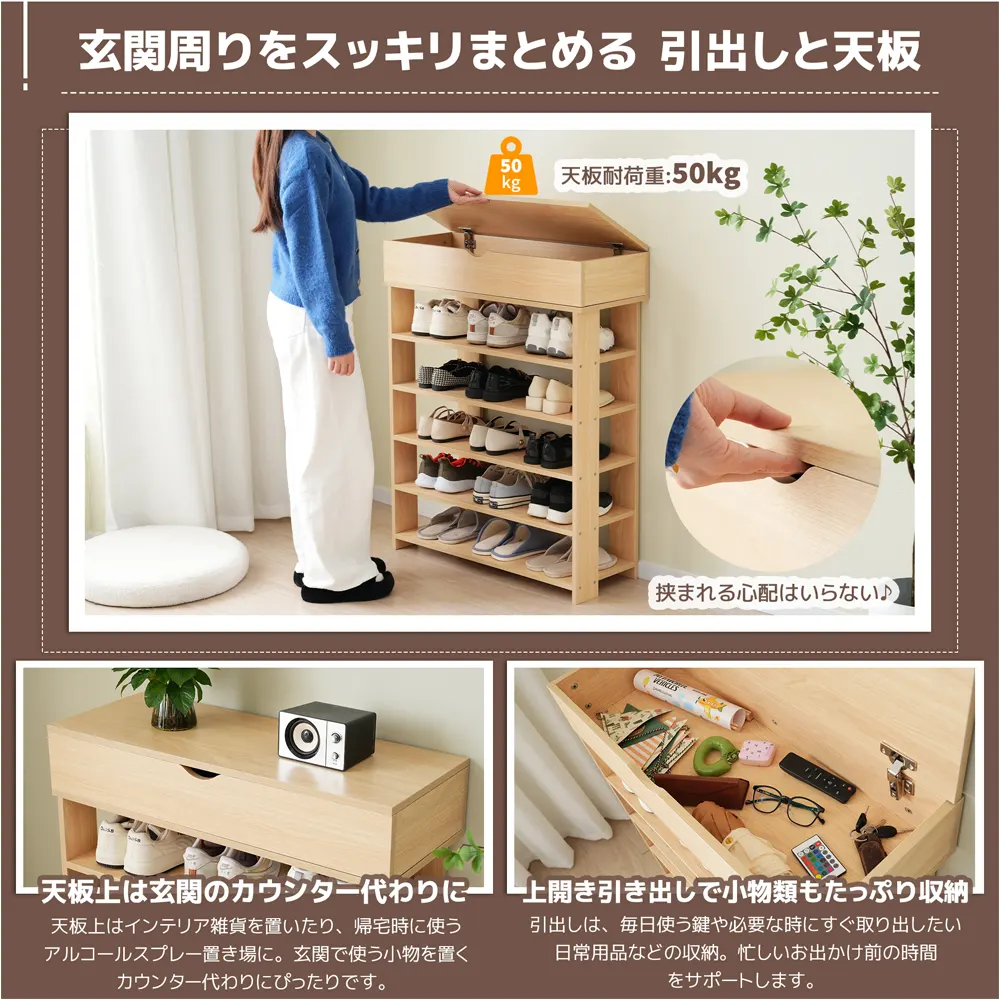 玄関周りをスッキリまとめる 引出しと天板
50
kg
天板耐荷重:50kg
挟まれる心配はいらない♪
VEHICLES
天板上は玄関のカウンター代わりに
天板上はインテリア雑貨を置いたり、帰宅時に使う
アルコールスプレー置き場に。玄関で使う小物を置く
カウンター代わりにぴったりです。
上開き引き出しで小物類もたっぷり収納
引出しは、毎日使う鍵や必要な時にすぐ取り出したい
日常用品などの収納。忙しいお出かけ前の時間
をサポートします。